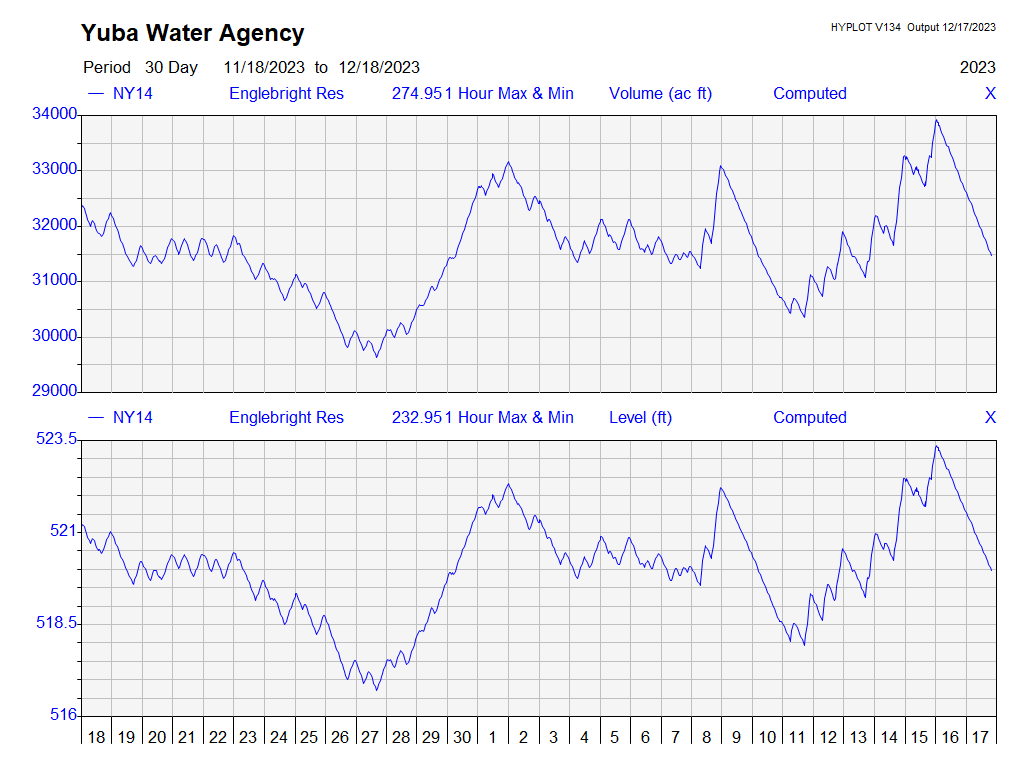 Yuba Water Agency
HYPLOT V134 Output 12/17/2023
Period 30 Day 11/18/2023 to 12/18/2023
2023
NY14 Englebright Res 274.951 Hour Max & Min Volume (ac ft) Computed X
34000
33000
32000
31000
30000
29000
NY14 Englebright Res 232.951 Hour Max & Min Level (ft) Computed X
523.5
521
518.5
516
18 19 20 21 22 23 24 25 26 27 28 29 30 1 2 3 4 5 6 7 8 9 10 11 12 13 14 15 16 17